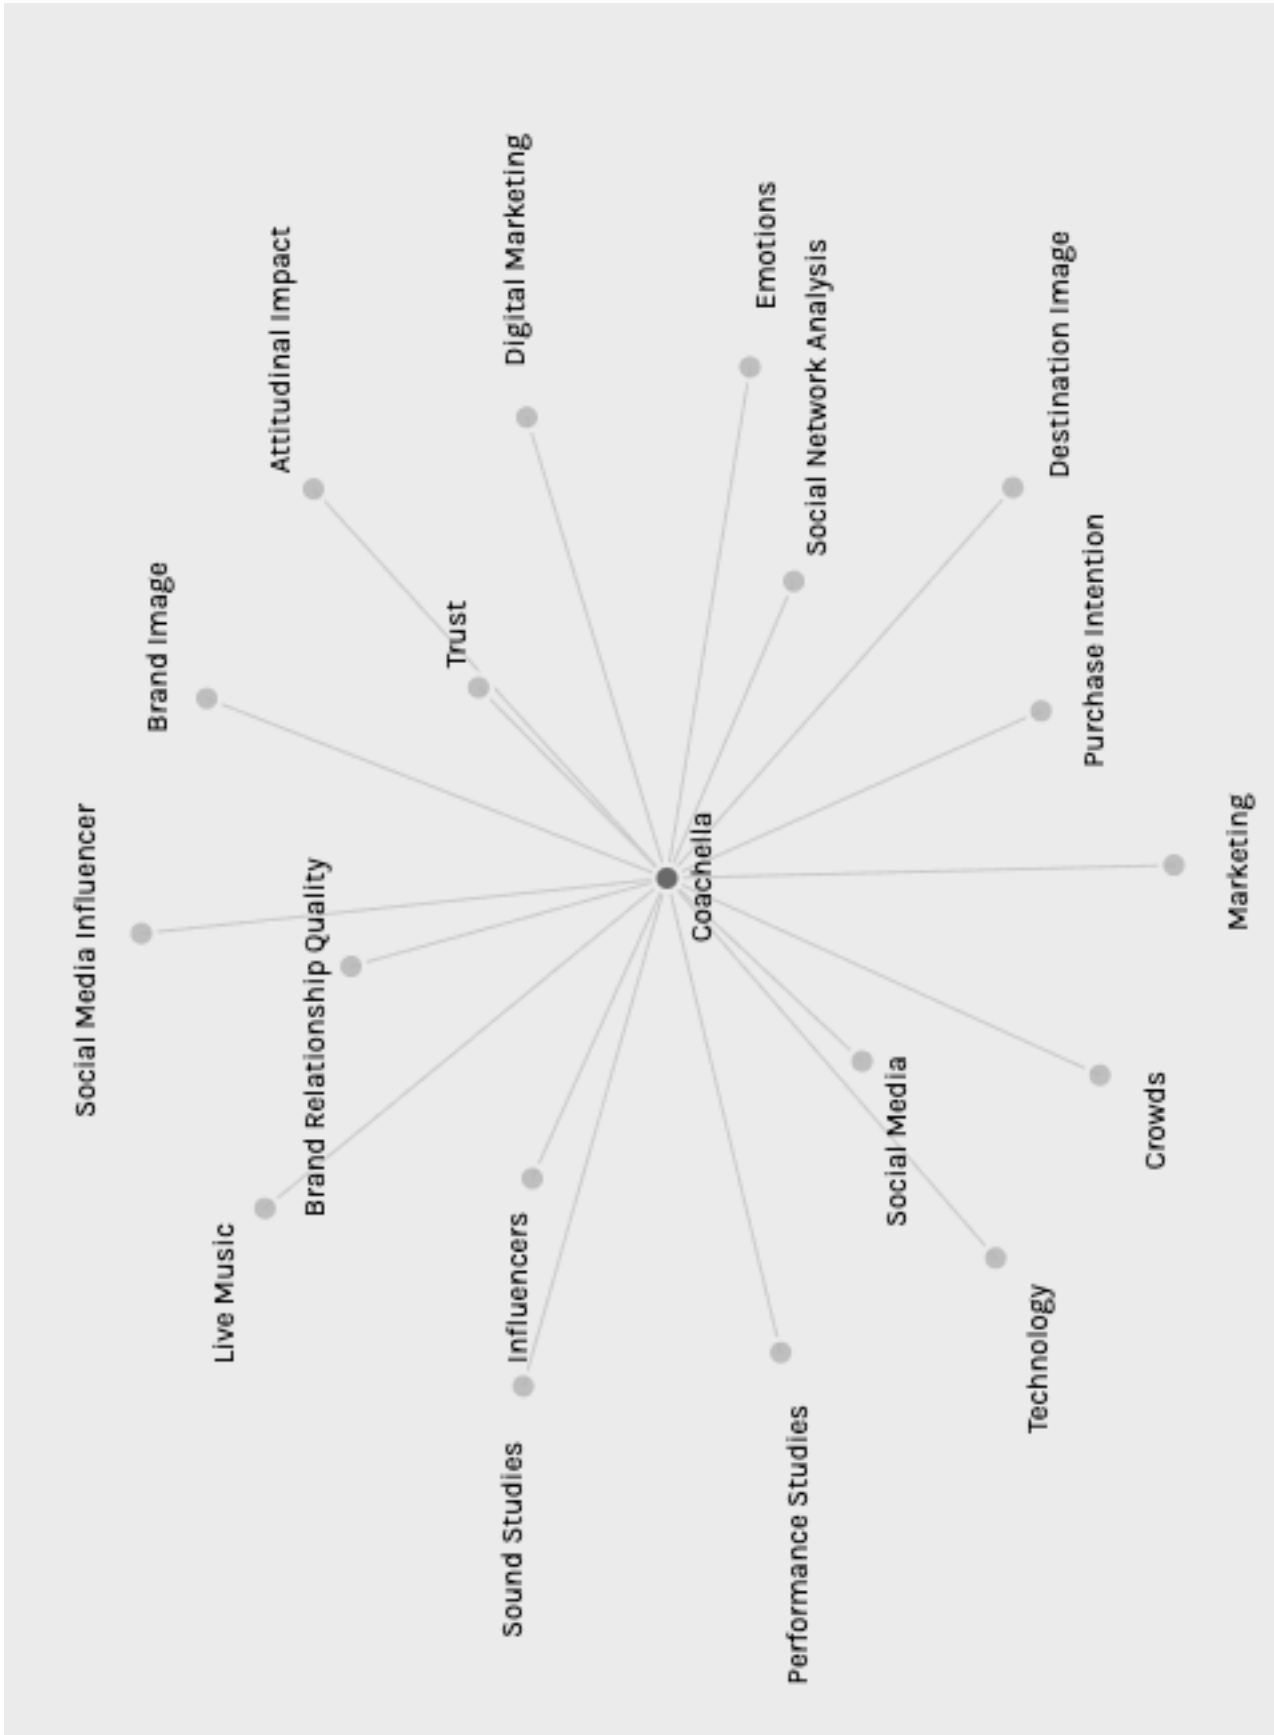 Social Media Influencer
Brand Image
Live Music
Attitudinal Impact
Brand Relationship Quality
Trust
Sound Studies
Influencers
Digital Marketing
Coachella
Emotions
Performance Studies
Social Network Analysis
Social Media
Technology
Destination Image
Purchase Intention
Crowds
Marketing